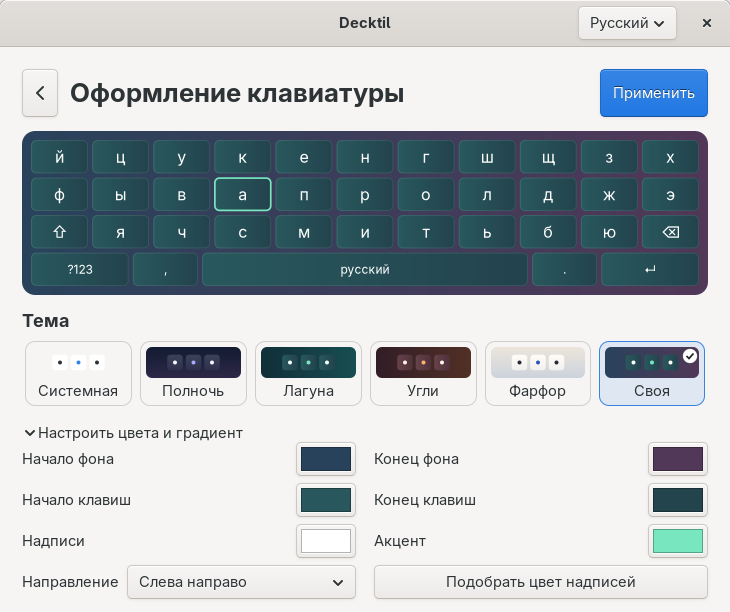 Decktil
Русский
Оформление клавиатуры
Применить
й ц у к е н г ш щ з х
ф ы в а п р о л д ж э
я ч с м и т ь б ю
?123 , русский .
Тема
Системная Полночь Лагуна Угли Фарфор Своя
Настроить цвета и градиент
Начало фона Конец фона
Начало клавиш Конец клавиш
Надписи Акцент
Направление Слева направо Подобрать цвет надписей